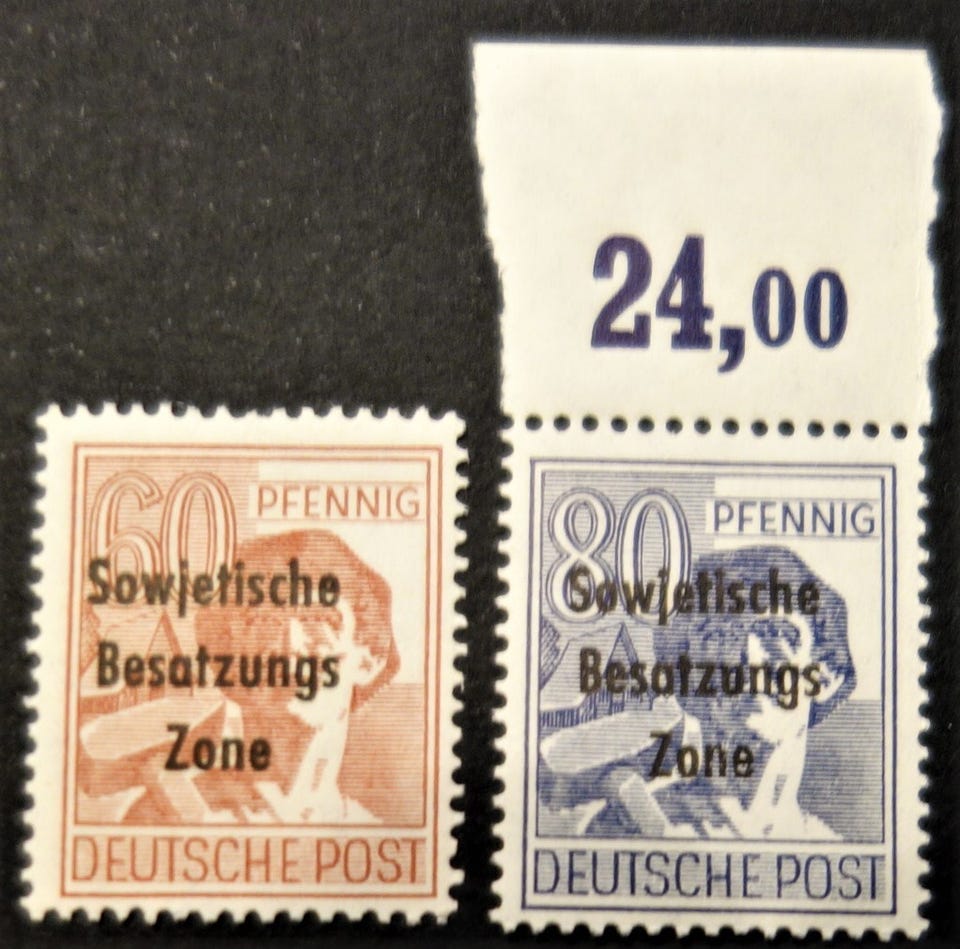 60 PFENNIG
Sowjetische
Besatzungs
Zone
DEUTSCHE POST
24,00
80 PFENNIG
Sowjetische
Besatzungs
Zone
DEUTSCHE POST